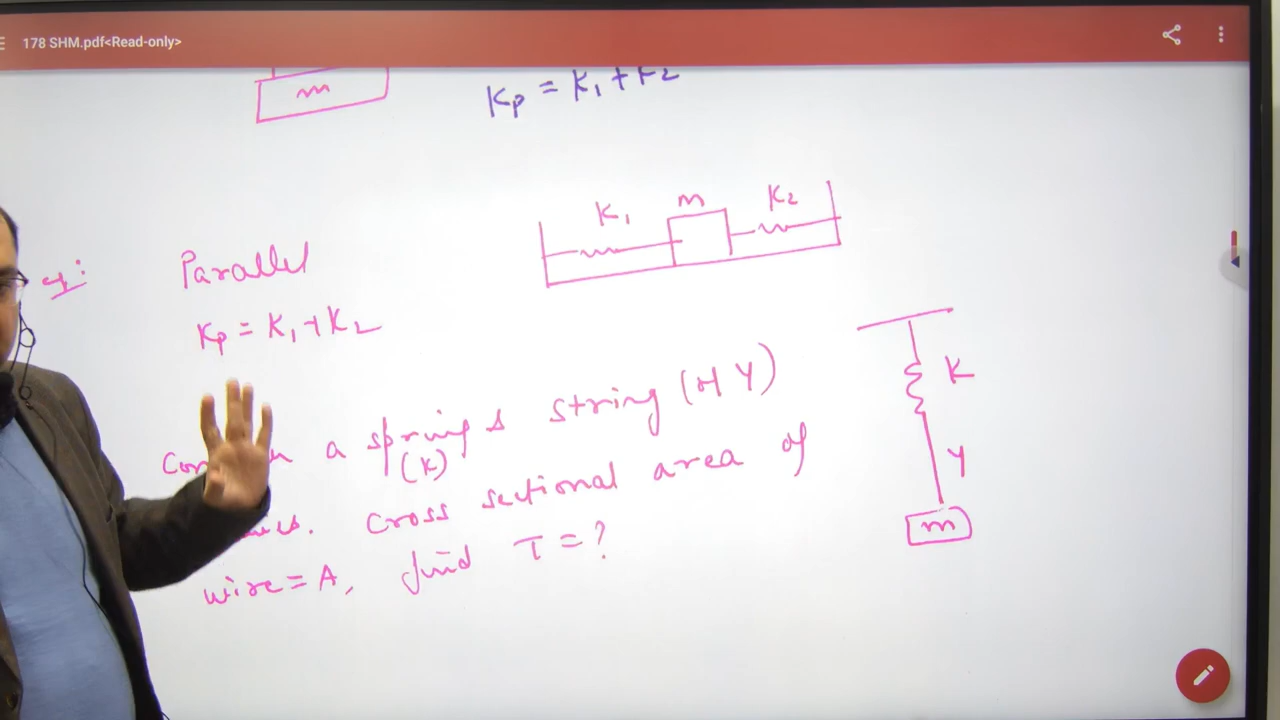 178 SHM.pdf<Read-only>
m
Kp = K1 + K2
K1 m K2
eg:
Parallel
Kp = K1 + K2
K
a spring & string (of Y)
(K)
Y
Cross sectional area of
m
wire = A, find T = ?